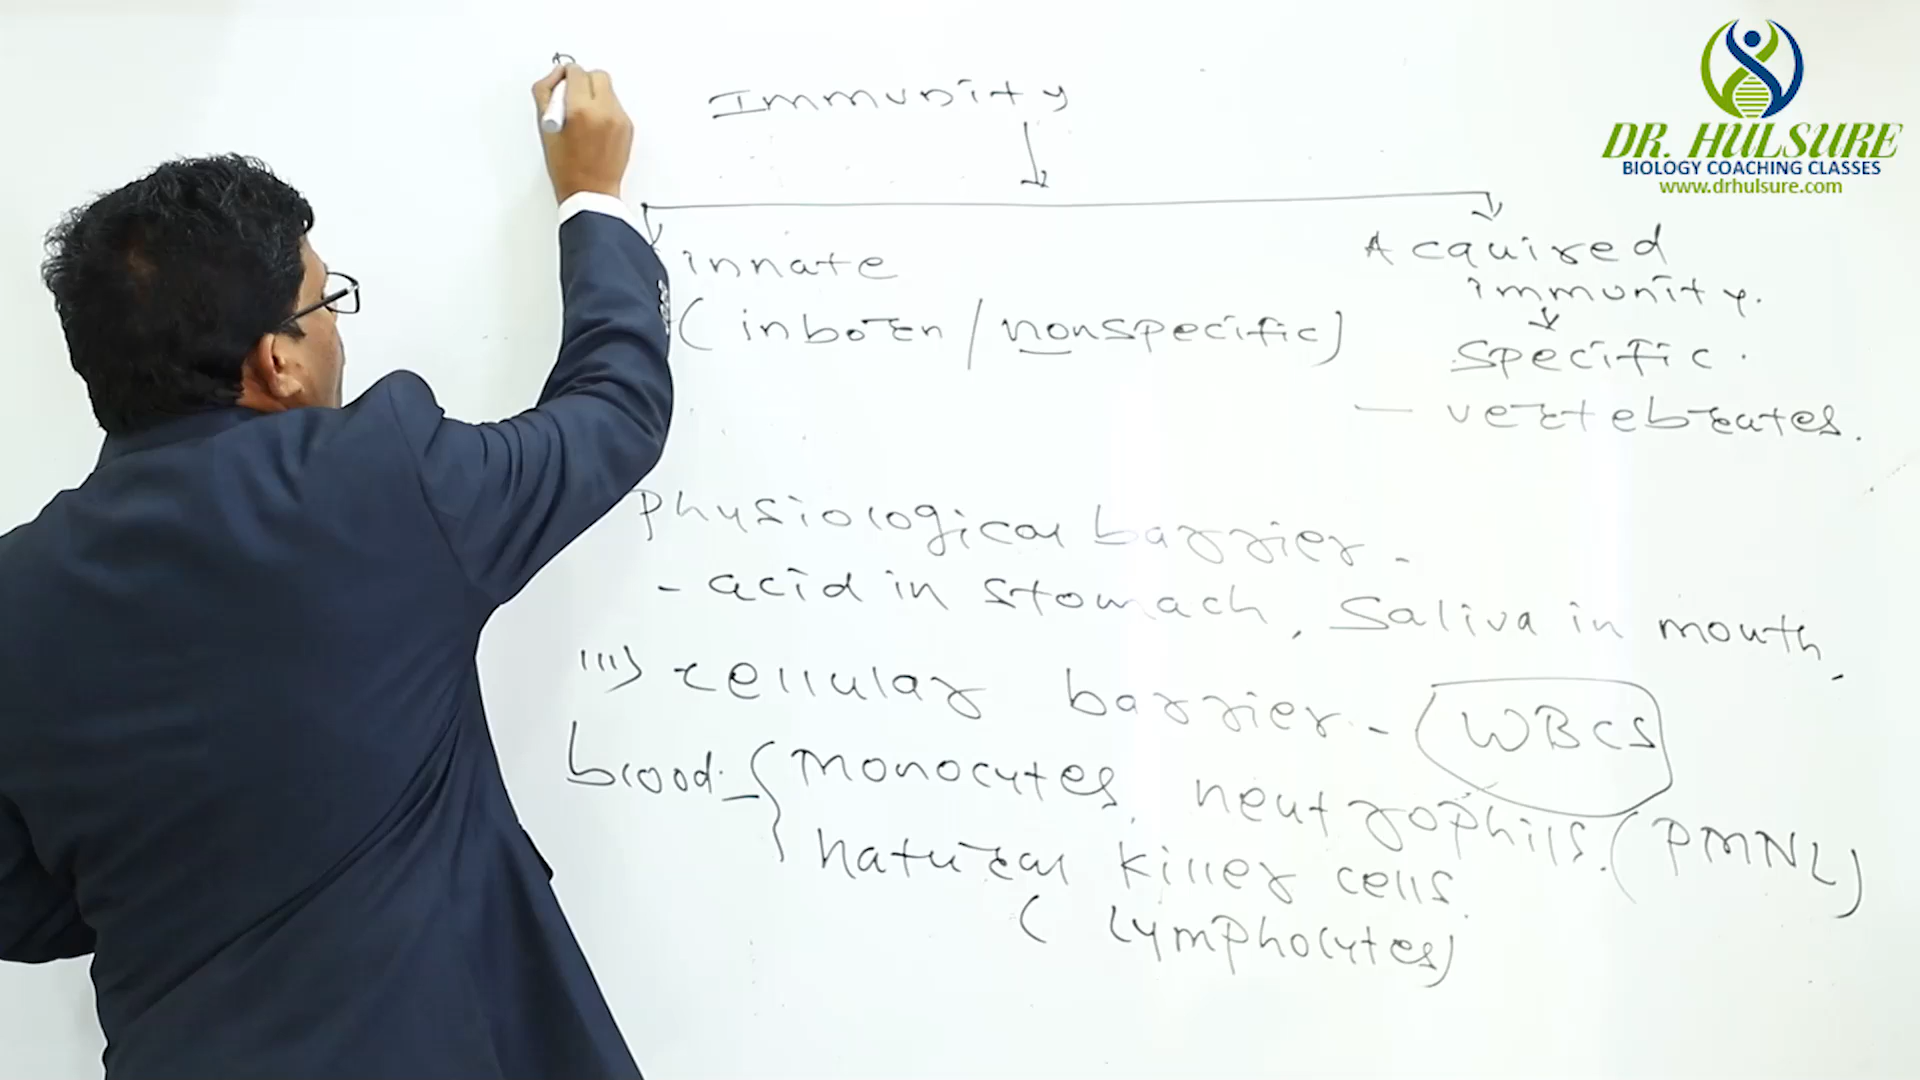 Immunity
DR. HULSURE
BIOLOGY COACHING CLASSES
www.drhulsure.com
innate
(inborn / nonspecific)
Acquired
immunity.
specific.
- vertebrates.
Physiological barrier -
- acid in stomach, Saliva in mouth,
iii) cellular barrier - (WBCS
blood - { monocytes, neutrophils. (PMNL)
natural killer cells.
(Lymphocytes)